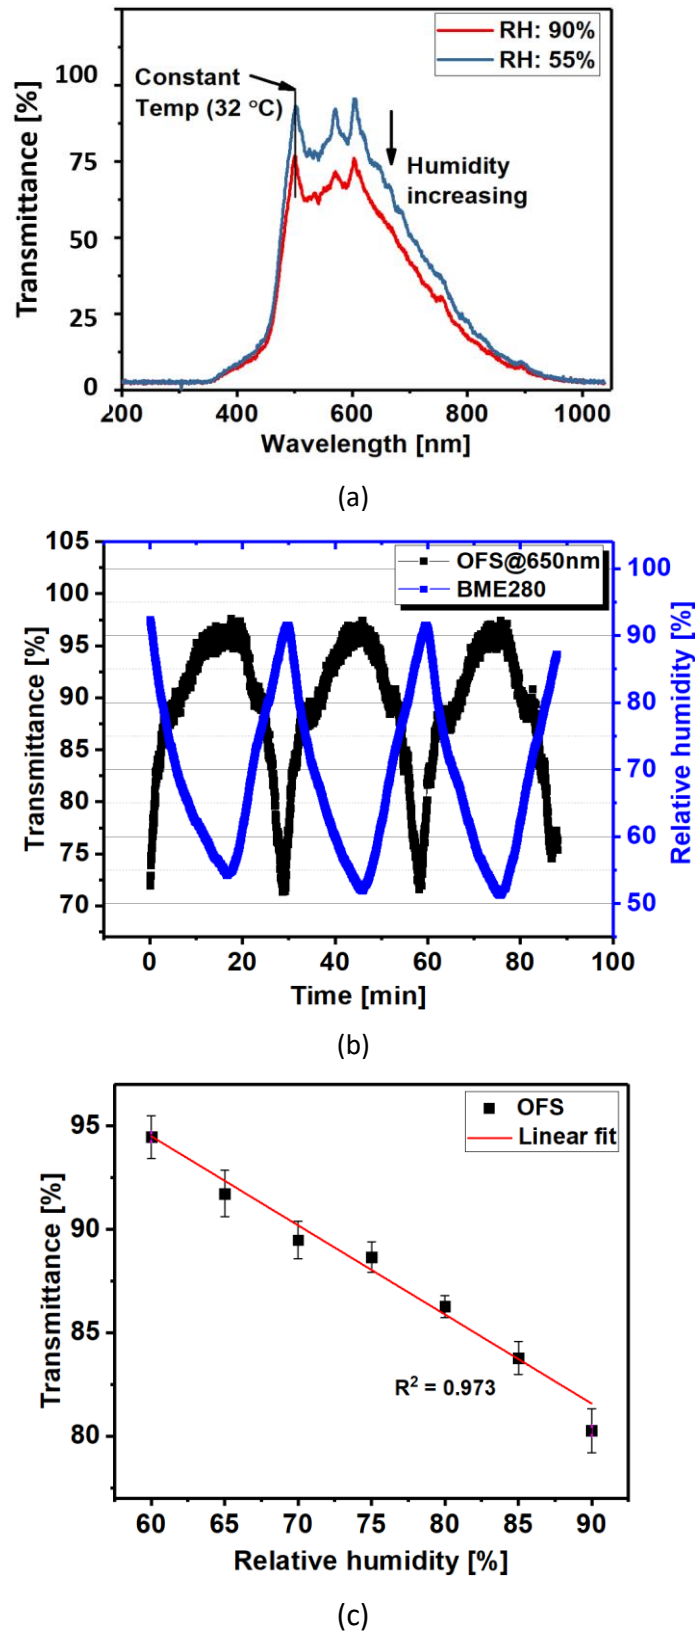 RH: 90%
RH: 55%
Constant
Temp (32 °C)
Humidity
increasing
Transmittance [%]
100
75
50
25
0
200 400 600 800 1000
Wavelength [nm]
(a)
OFS@650nm
BME280
Transmittance [%]
105
100
95
90
85
80
75
70
Relative humidity [%]
100
90
80
70
60
50
0 20 40 60 80 100
Time [min]
(b)
OFS
Linear fit
Transmittance [%]
95
90
85
80
R² = 0.973
60 65 70 75 80 85 90
Relative humidity [%]
(c)